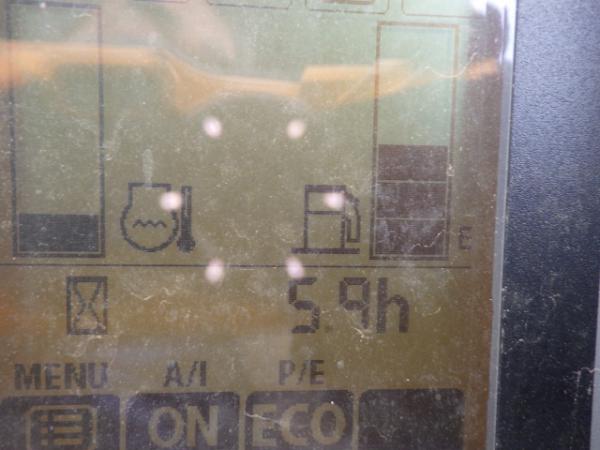 E
5.9h
MENU A/I P/E
ON ECO